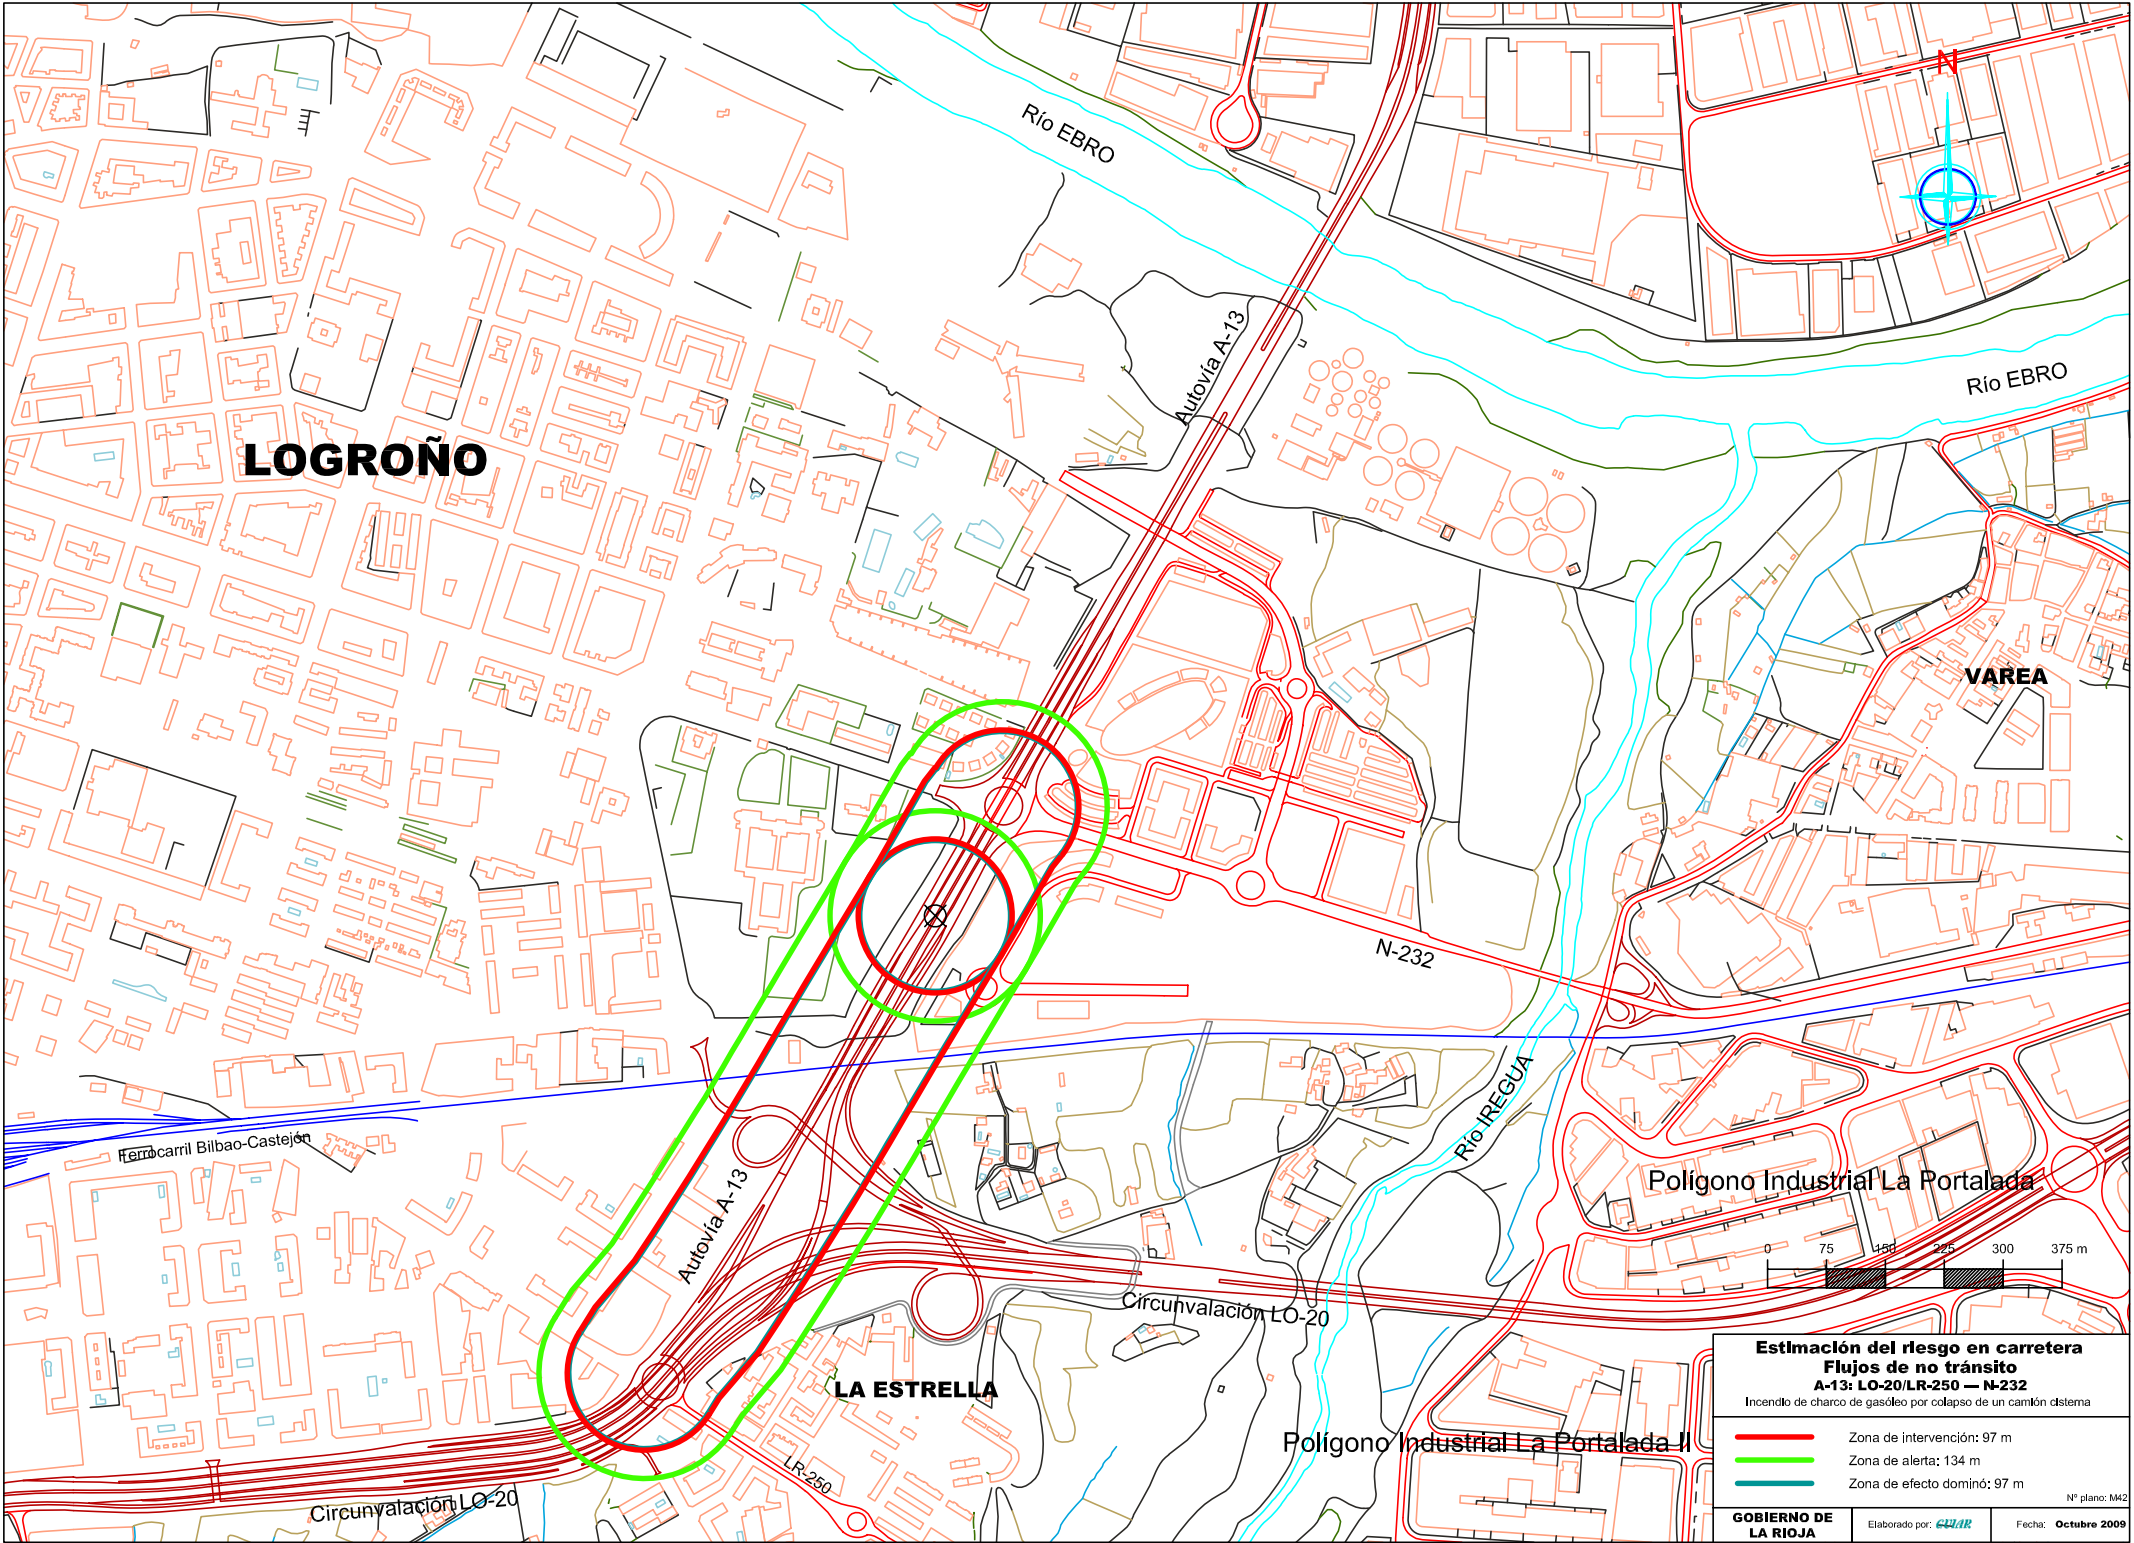 N
Río EBRO
Autovía A-13
Río EBRO
LOGROÑO
VAREA
N-232
Río IREGUA
Ferrocarril Bilbao-Castejón
Autovía A-13
Polígono Industrial La Portalada
0 75 150 225 300 375 m
Circunvalación LO-20
LA ESTRELLA
Polígono Industrial La Portalada II
LR-250
Circunvalación LO-20
Estimación del riesgo en carretera
Flujos de no tránsito
A-13: LO-20/LR-250 — N-232
Incendio de charco de gasóleo por colapso de un camión cisterna
Zona de intervención: 97 m
Zona de alerta: 134 m
Zona de efecto dominó: 97 m
Nº plano: M42
GOBIERNO DE
LA RIOJA
Elaborado por: GUIAR
Fecha: Octubre 2009